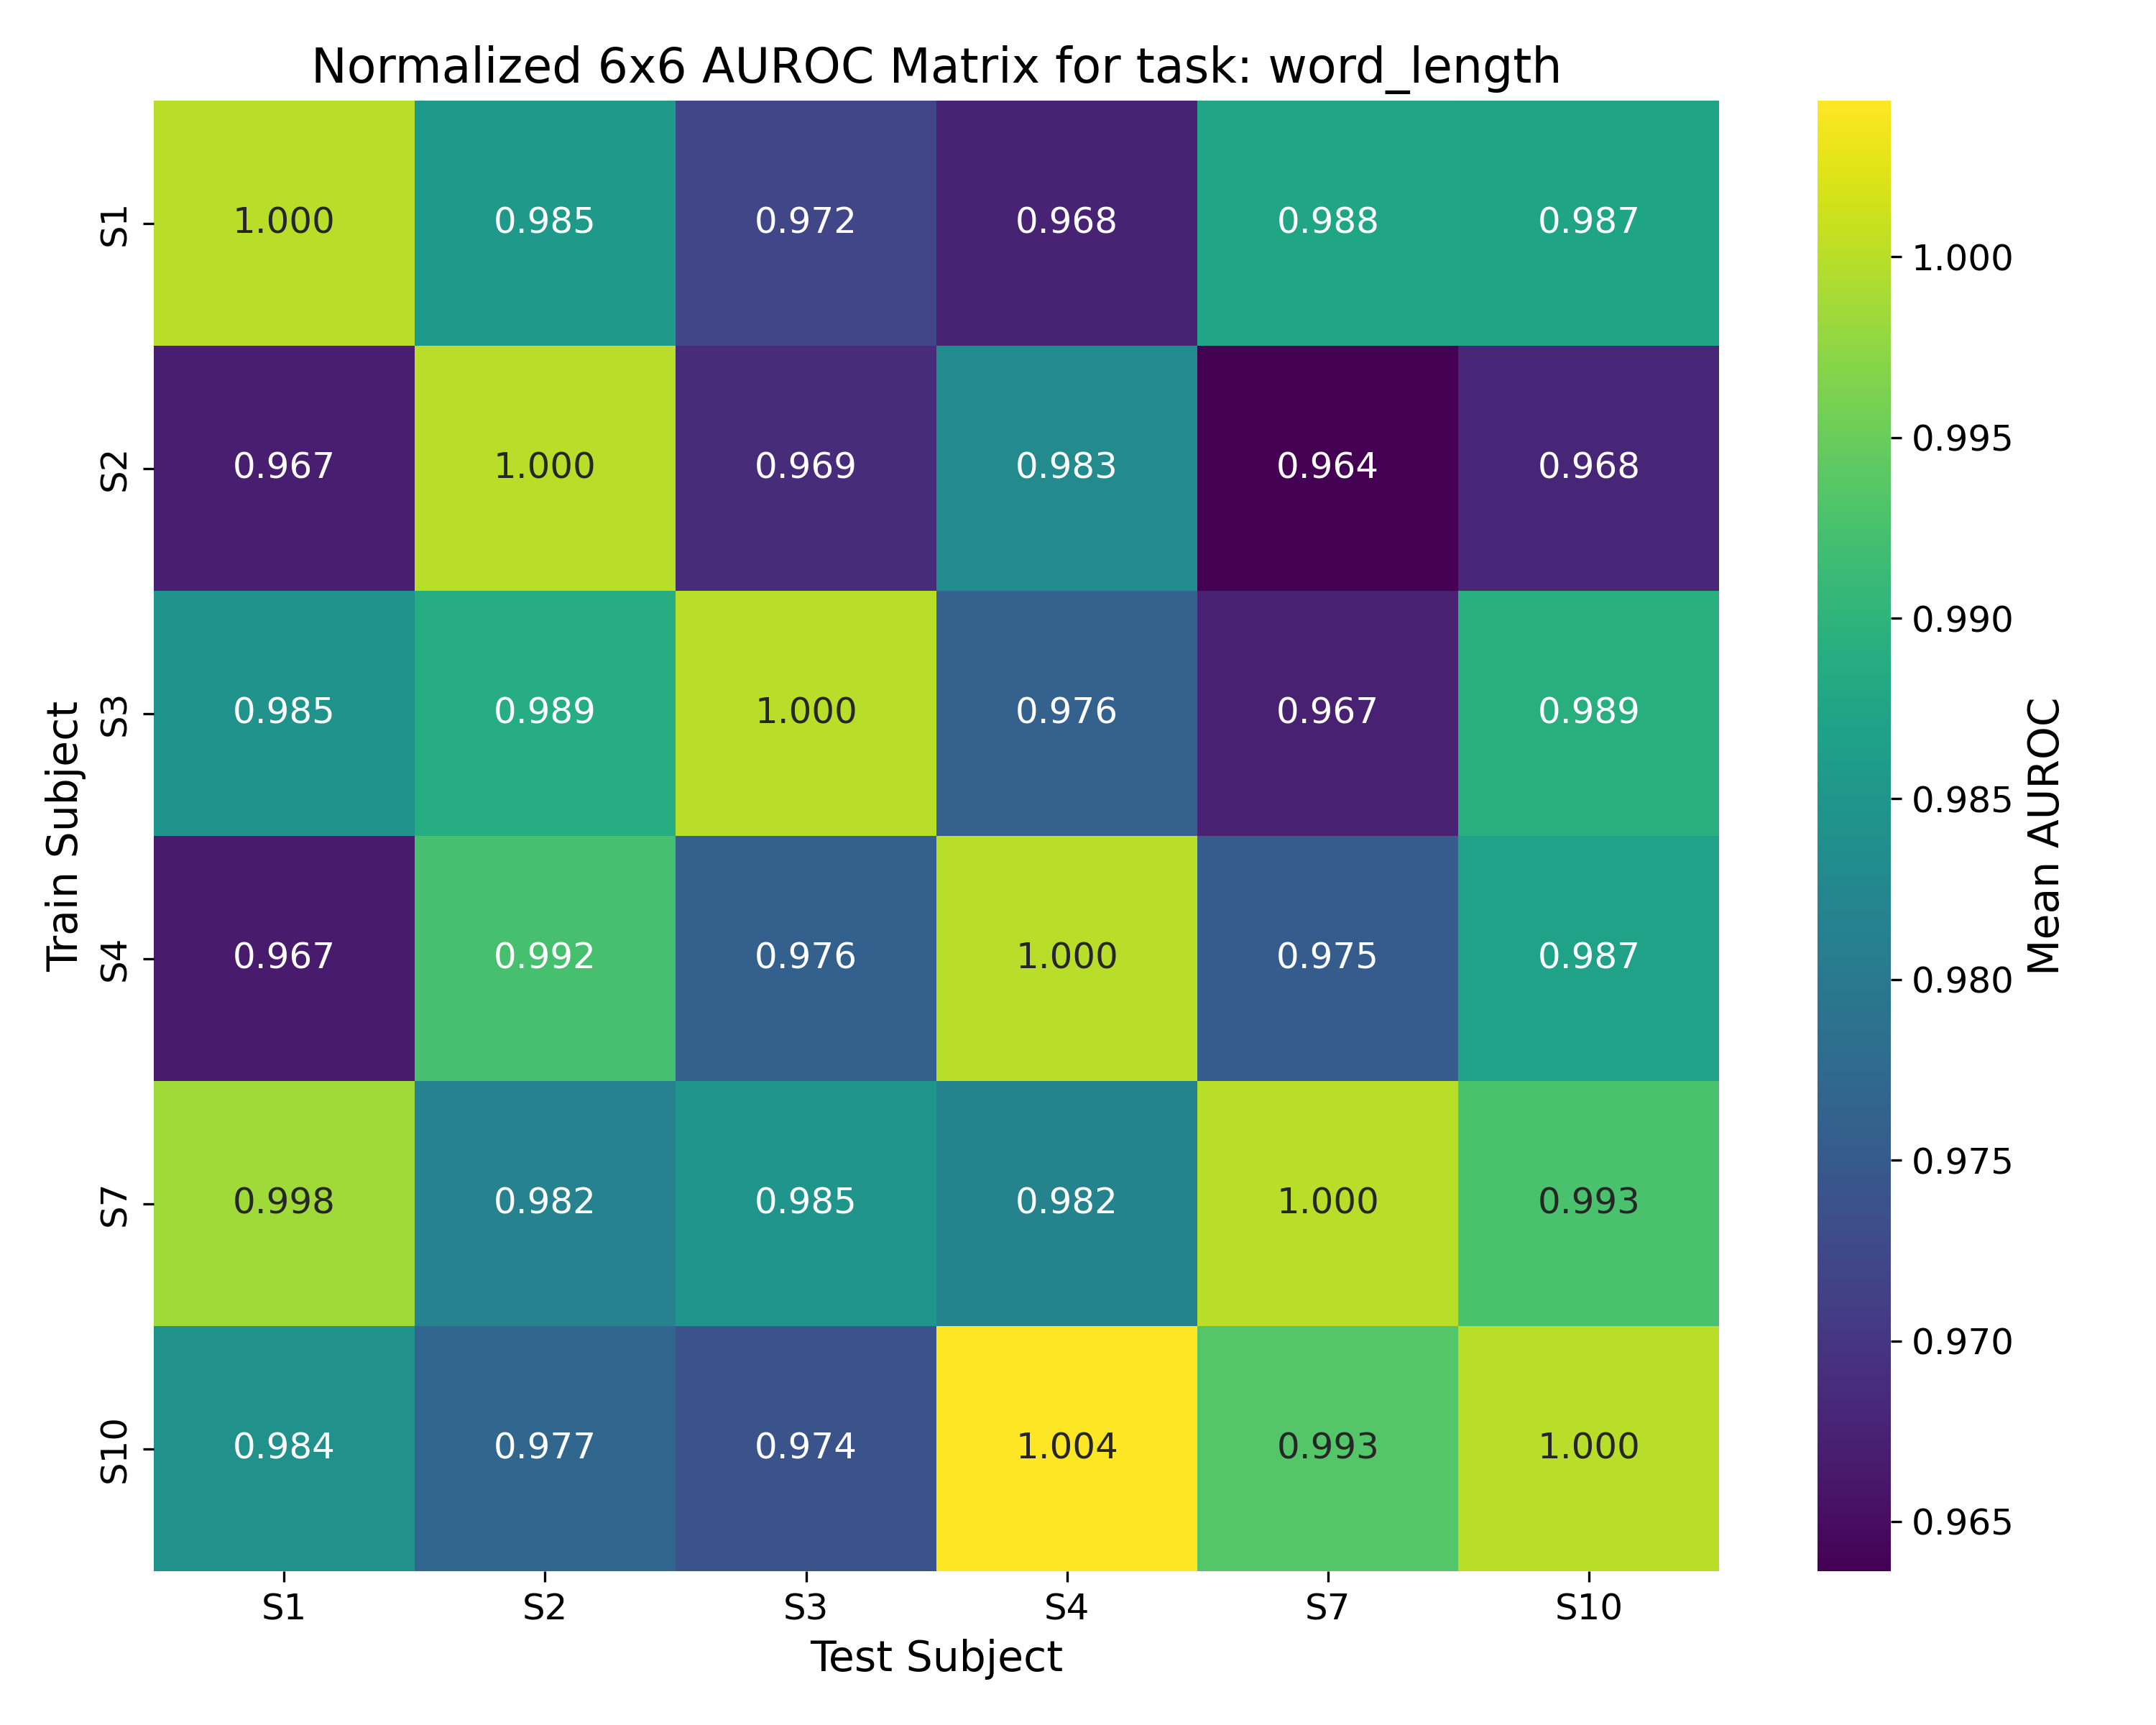 Normalized 6x6 AUROC Matrix for task: word_length
S1 1.000 0.985 0.972 0.968 0.988 0.987
S2 0.967 1.000 0.969 0.983 0.964 0.968
S3 0.985 0.989 1.000 0.976 0.967 0.989
S4 0.967 0.992 0.976 1.000 0.975 0.987
S7 0.998 0.982 0.985 0.982 1.000 0.993
S10 0.984 0.977 0.974 1.004 0.993 1.000
S1 S2 S3 S4 S7 S10
Test Subject
Train Subject
1.000
0.995
0.990
0.985
0.980
0.975
0.970
0.965
Mean AUROC